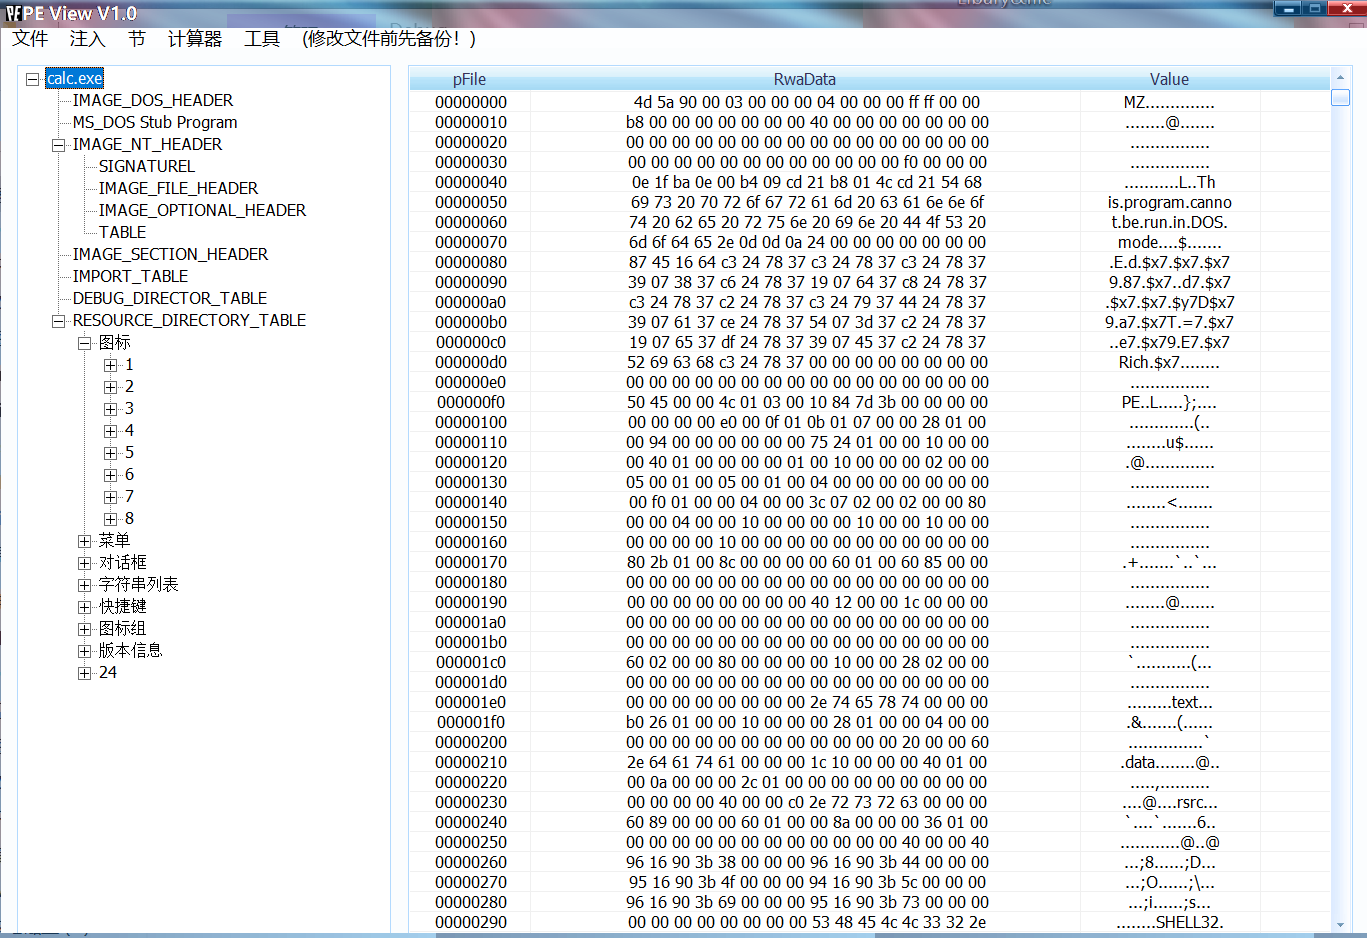 PE View V1.0
文件 注入 节 计算器 工具 (修改文件前先备份！)
calc.exe
IMAGE_DOS_HEADER
MS_DOS Stub Program
IMAGE_NT_HEADER
SIGNATUREL
IMAGE_FILE_HEADER
IMAGE_OPTIONAL_HEADER
TABLE
IMAGE_SECTION_HEADER
IMPORT_TABLE
DEBUG_DIRECTOR_TABLE
RESOURCE_DIRECTORY_TABLE
图标
1
2
3
4
5
6
7
8
菜单
对话框
字符串列表
快捷键
图标组
版本信息
24
pFile RwaData Value
00000000 4d 5a 90 00 03 00 00 00 04 00 00 00 ff ff 00 00 MZ..............
00000010 b8 00 00 00 00 00 00 00 40 00 00 00 00 00 00 00 ........@.......
00000020 00 00 00 00 00 00 00 00 00 00 00 00 00 00 00 00 ................
00000030 00 00 00 00 00 00 00 00 00 00 00 00 f0 00 00 00 ................
00000040 0e 1f ba 0e 00 b4 09 cd 21 b8 01 4c cd 21 54 68 ...........L..Th
00000050 69 73 20 70 72 6f 67 72 61 6d 20 63 61 6e 6e 6f is.program.canno
00000060 74 20 62 65 20 72 75 6e 20 69 6e 20 44 4f 53 20 t.be.run.in.DOS.
00000070 6d 6f 64 65 2e 0d 0d 0a 24 00 00 00 00 00 00 00 mode....$.......
00000080 87 45 16 64 c3 24 78 37 c3 24 78 37 c3 24 78 37 .E.d.$x7.$x7.$x7
00000090 39 07 38 37 c6 24 78 37 19 07 64 37 c8 24 78 37 9.87.$x7..d7.$x7
000000a0 c3 24 78 37 c2 24 78 37 c3 24 79 37 44 24 78 37 .$x7.$x7.$y7D$x7
000000b0 39 07 61 37 ce 24 78 37 54 07 3d 37 c2 24 78 37 9.a7.$x7T.=7.$x7
000000c0 19 07 65 37 df 24 78 37 39 07 45 37 c2 24 78 37 ..e7.$x79.E7.$x7
000000d0 52 69 63 68 c3 24 78 37 00 00 00 00 00 00 00 00 Rich.$x7........
000000e0 00 00 00 00 00 00 00 00 00 00 00 00 00 00 00 00 ................
000000f0 50 45 00 00 4c 01 03 00 10 84 7d 3b 00 00 00 00 PE..L.....};....
00000100 00 00 00 00 e0 00 0f 01 0b 01 07 00 00 28 01 00 .............(..
00000110 00 94 00 00 00 00 00 00 75 24 01 00 00 10 00 00 ........u$......
00000120 00 40 01 00 00 00 00 01 00 10 00 00 00 02 00 00 .@..............
00000130 05 00 01 00 05 00 01 00 04 00 00 00 00 00 00 00 ................
00000140 00 f0 01 00 00 04 00 00 3c 07 02 00 02 00 00 80 ........<.......
00000150 00 00 04 00 00 10 00 00 00 00 10 00 00 10 00 00 ................
00000160 00 00 00 00 10 00 00 00 00 00 00 00 00 00 00 00 ................
00000170 80 2b 01 00 8c 00 00 00 00 60 01 00 60 85 00 00 .+.......`..`...
00000180 00 00 00 00 00 00 00 00 00 00 00 00 00 00 00 00 ................
00000190 00 00 00 00 00 00 00 00 40 12 00 00 1c 00 00 00 ........@.......
000001a0 00 00 00 00 00 00 00 00 00 00 00 00 00 00 00 00 ................
000001b0 00 00 00 00 00 00 00 00 00 00 00 00 00 00 00 00 ................
000001c0 60 02 00 00 80 00 00 00 00 10 00 00 28 02 00 00 `...........(...
000001d0 00 00 00 00 00 00 00 00 00 00 00 00 00 00 00 00 ................
000001e0 00 00 00 00 00 00 00 00 2e 74 65 78 74 00 00 00 .........text...
000001f0 b0 26 01 00 00 10 00 00 00 28 01 00 00 04 00 00 .&.......(......
00000200 00 00 00 00 00 00 00 00 00 00 00 00 20 00 00 60 ...............`
00000210 2e 64 61 74 61 00 00 00 1c 10 00 00 00 40 01 00 .data........@..
00000220 00 0a 00 00 00 2c 01 00 00 00 00 00 00 00 00 00 .....,..........
00000230 00 00 00 00 40 00 00 c0 2e 72 73 72 63 00 00 00 ....@....rsrc...
00000240 60 89 00 00 00 60 01 00 00 8a 00 00 00 36 01 00 `....`.......6..
00000250 00 00 00 00 00 00 00 00 00 00 00 00 40 00 00 40 ............@..@
00000260 96 16 90 3b 38 00 00 00 96 16 90 3b 44 00 00 00 ...;8......;D...
00000270 95 16 90 3b 4f 00 00 00 94 16 90 3b 5c 00 00 00 ...;O......;\...
00000280 96 16 90 3b 69 00 00 00 95 16 90 3b 73 00 00 00 ...;i......;s...
00000290 00 00 00 00 00 00 00 00 53 48 45 4c 4c 33 32 2e ........SHELL32.